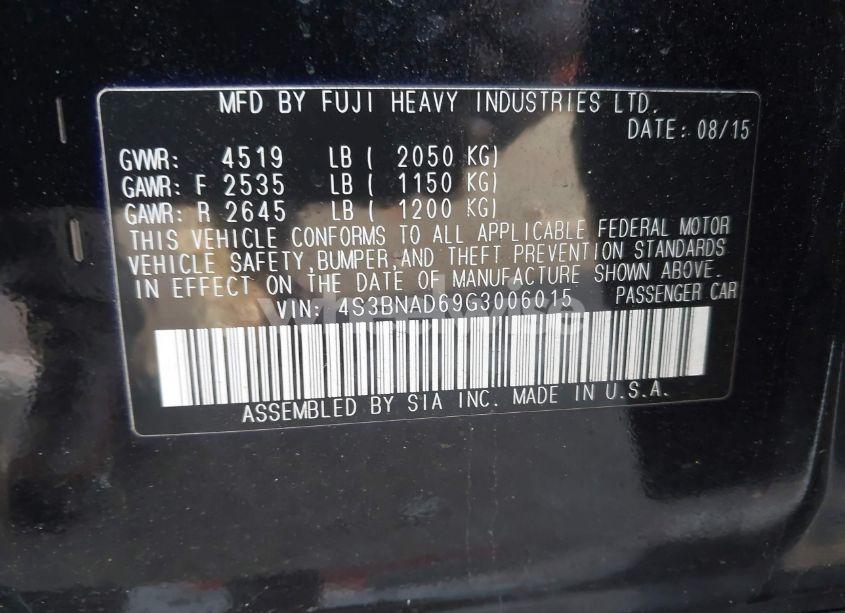 MFD BY FUJI HEAVY INDUSTRIES LTD.
DATE: 08/15
GVWR: 4519 LB ( 2050 KG)
GAWR: F 2535 LB ( 1150 KG)
GAWR: R 2645 LB ( 1200 KG)
THIS VEHICLE CONFORMS TO ALL APPLICABLE FEDERAL MOTOR
VEHICLE SAFETY,BUMPER,AND THEFT PREVENTION STANDARDS
IN EFFECT ON THE DATE OF MANUFACTURE SHOWN ABOVE.
VIN: 4S3BNAD69G3006015 PASSENGER CAR
ASSEMBLED BY SIA INC. MADE IN U.S.A.